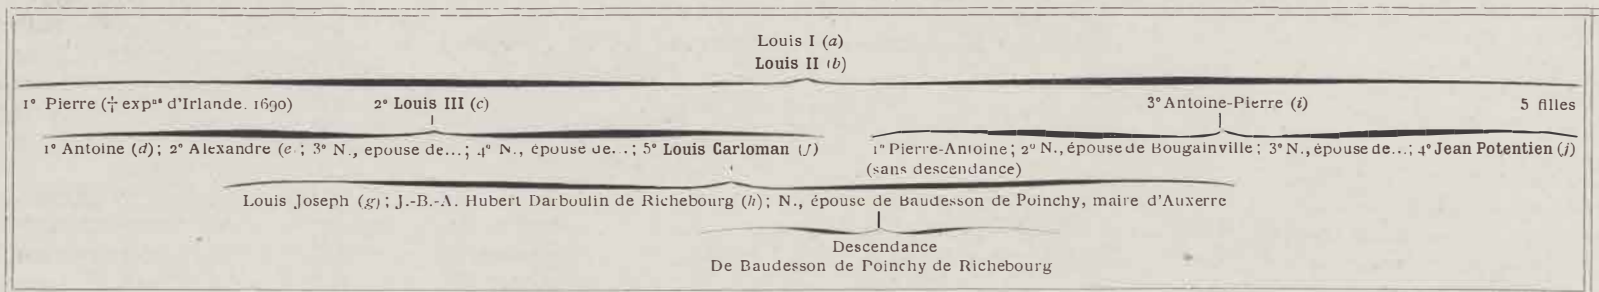 Louis I (a)
Louis II (b)
1° Pierre (‡ expᵒⁿ d'Irlande. 1690) 2° Louis III (c) 3° Antoine-Pierre (i) 5 filles
1° Antoine (d); 2° Alexandre (e.; 3° N., epouse de...; 4° N., épouse de...; 5° Louis Carloman (f) 1° Pierre-Antoine; 2° N., épouse de Bougainville; 3° N., épouse de...; 4° Jean Potentien (j)
(sans descendance)
Louis Joseph (g); J.-B.-A. Hubert Darboulin de Richebourg (h); N., épouse de Baudesson de Poinchy, maire d'Auxerre
Descendance
De Baudesson de Poinchy de Richebourg